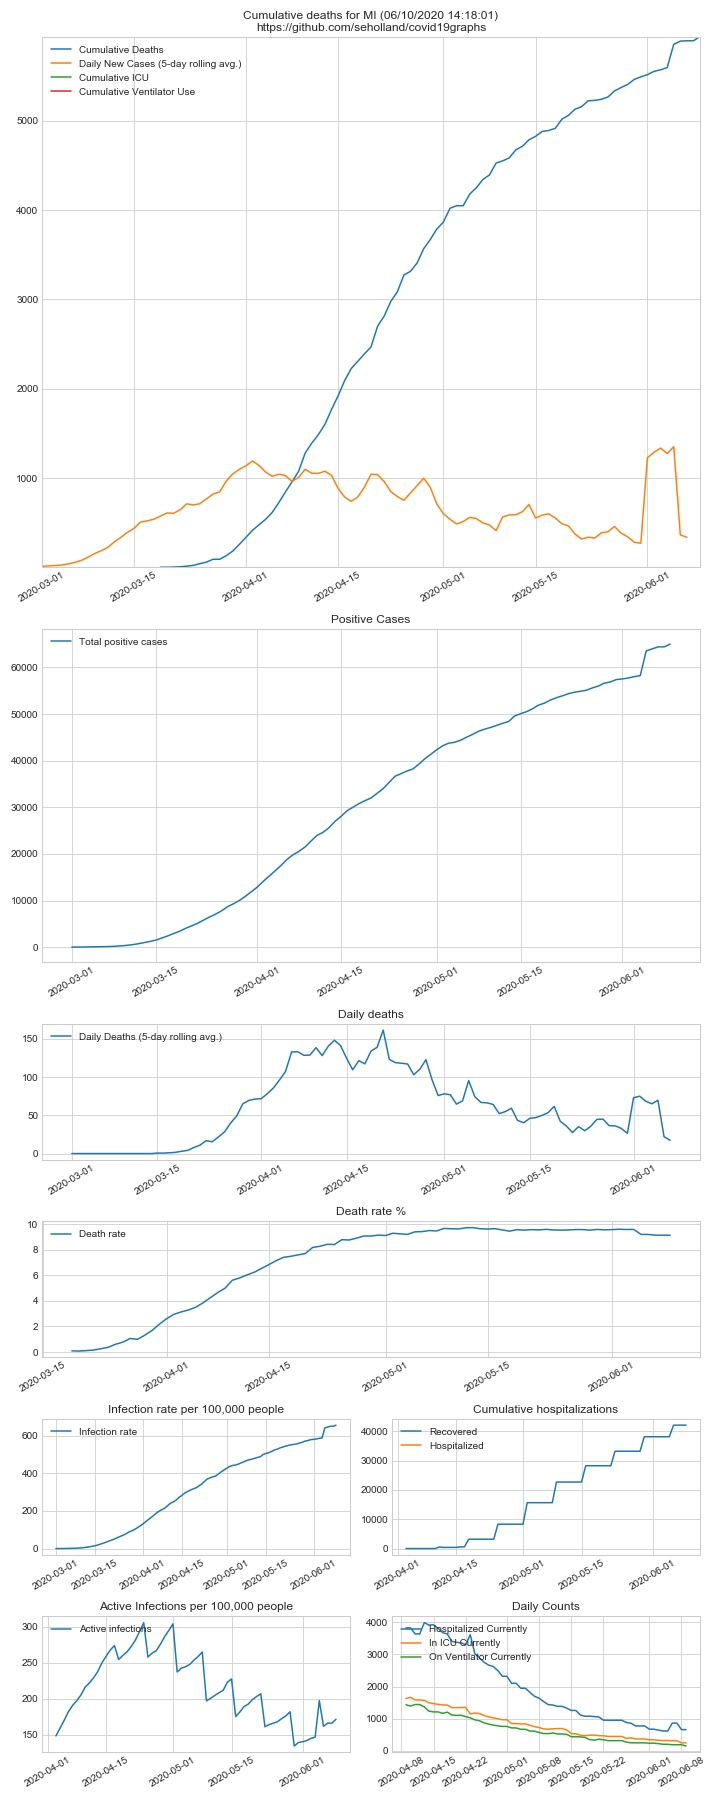 Cumulative deaths for MI (06/10/2020 14:18:01)
https://github.com/seholland/covid19graphs
Cumulative Deaths
Daily New Cases (5-day rolling avg.)
Cumulative ICU
Cumulative Ventilator Use
5000
4000
3000
2000
1000
2020-03-01 2020-03-15 2020-04-01 2020-04-15 2020-05-01 2020-05-15 2020-06-01
Positive Cases
Total positive cases
60000
50000
40000
30000
20000
10000
0
2020-03-01 2020-03-15 2020-04-01 2020-04-15 2020-05-01 2020-05-15 2020-06-01
Daily deaths
Daily Deaths (5-day rolling avg.)
150
100
50
0
2020-03-01 2020-03-15 2020-04-01 2020-04-15 2020-05-01 2020-05-15 2020-06-01
Death rate %
Death rate
10
8
6
4
2
0
2020-03-15 2020-04-01 2020-04-15 2020-05-01 2020-05-15 2020-06-01
Infection rate per 100,000 people
Infection rate
600
400
200
0
2020-03-01 2020-03-15 2020-04-01 2020-04-15 2020-05-01 2020-05-15 2020-06-01
Cumulative hospitalizations
Recovered
Hospitalized
40000
30000
20000
10000
0
2020-04-01 2020-04-15 2020-05-01 2020-05-15 2020-06-01
Active Infections per 100,000 people
Active infections
300
250
200
150
2020-04-01 2020-04-15 2020-05-01 2020-05-15 2020-06-01
Daily Counts
Hospitalized Currently
In ICU Currently
On Ventilator Currently
4000
3000
2000
1000
0
2020-04-08 2020-04-15 2020-04-22 2020-05-01 2020-05-08 2020-05-15 2020-05-22 2020-06-01 2020-06-08